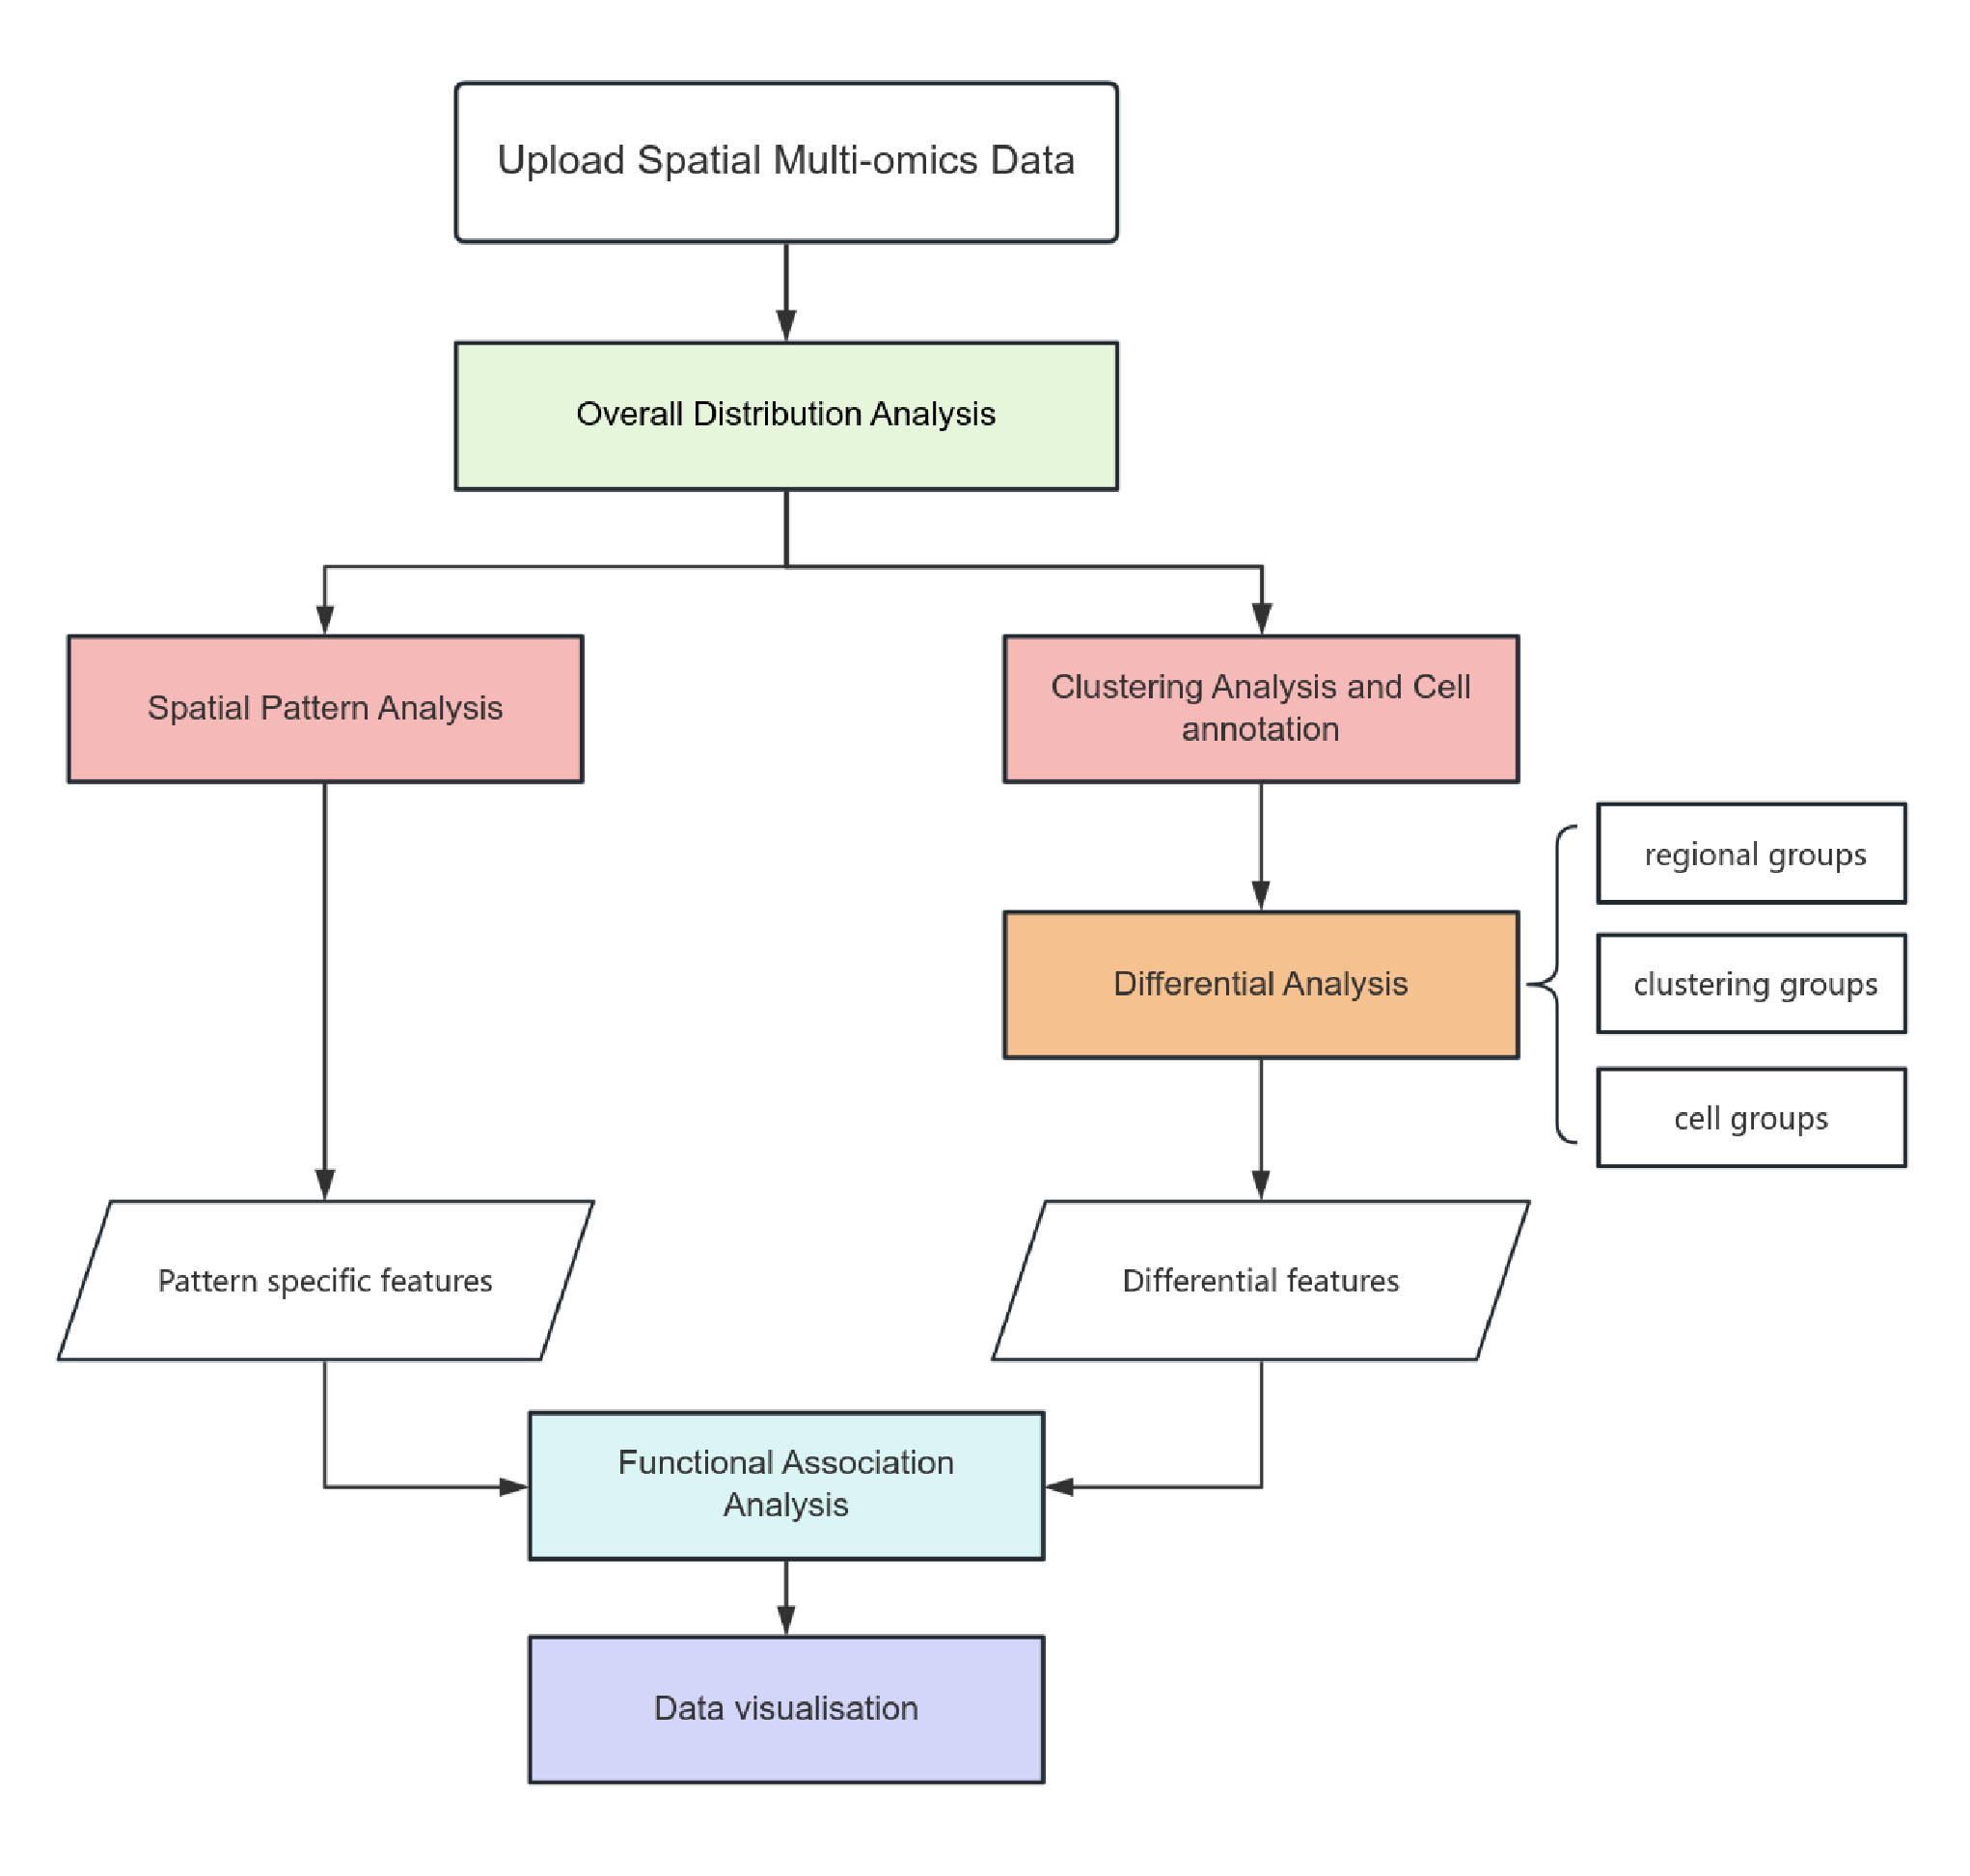 Upload Spatial Multi-omics Data
Overall Distribution Analysis
Spatial Pattern Analysis
Clustering Analysis and Cell
annotation
regional groups
Differential Analysis
clustering groups
cell groups
Pattern specific features
Differential features
Functional Association
Analysis
Data visualisation